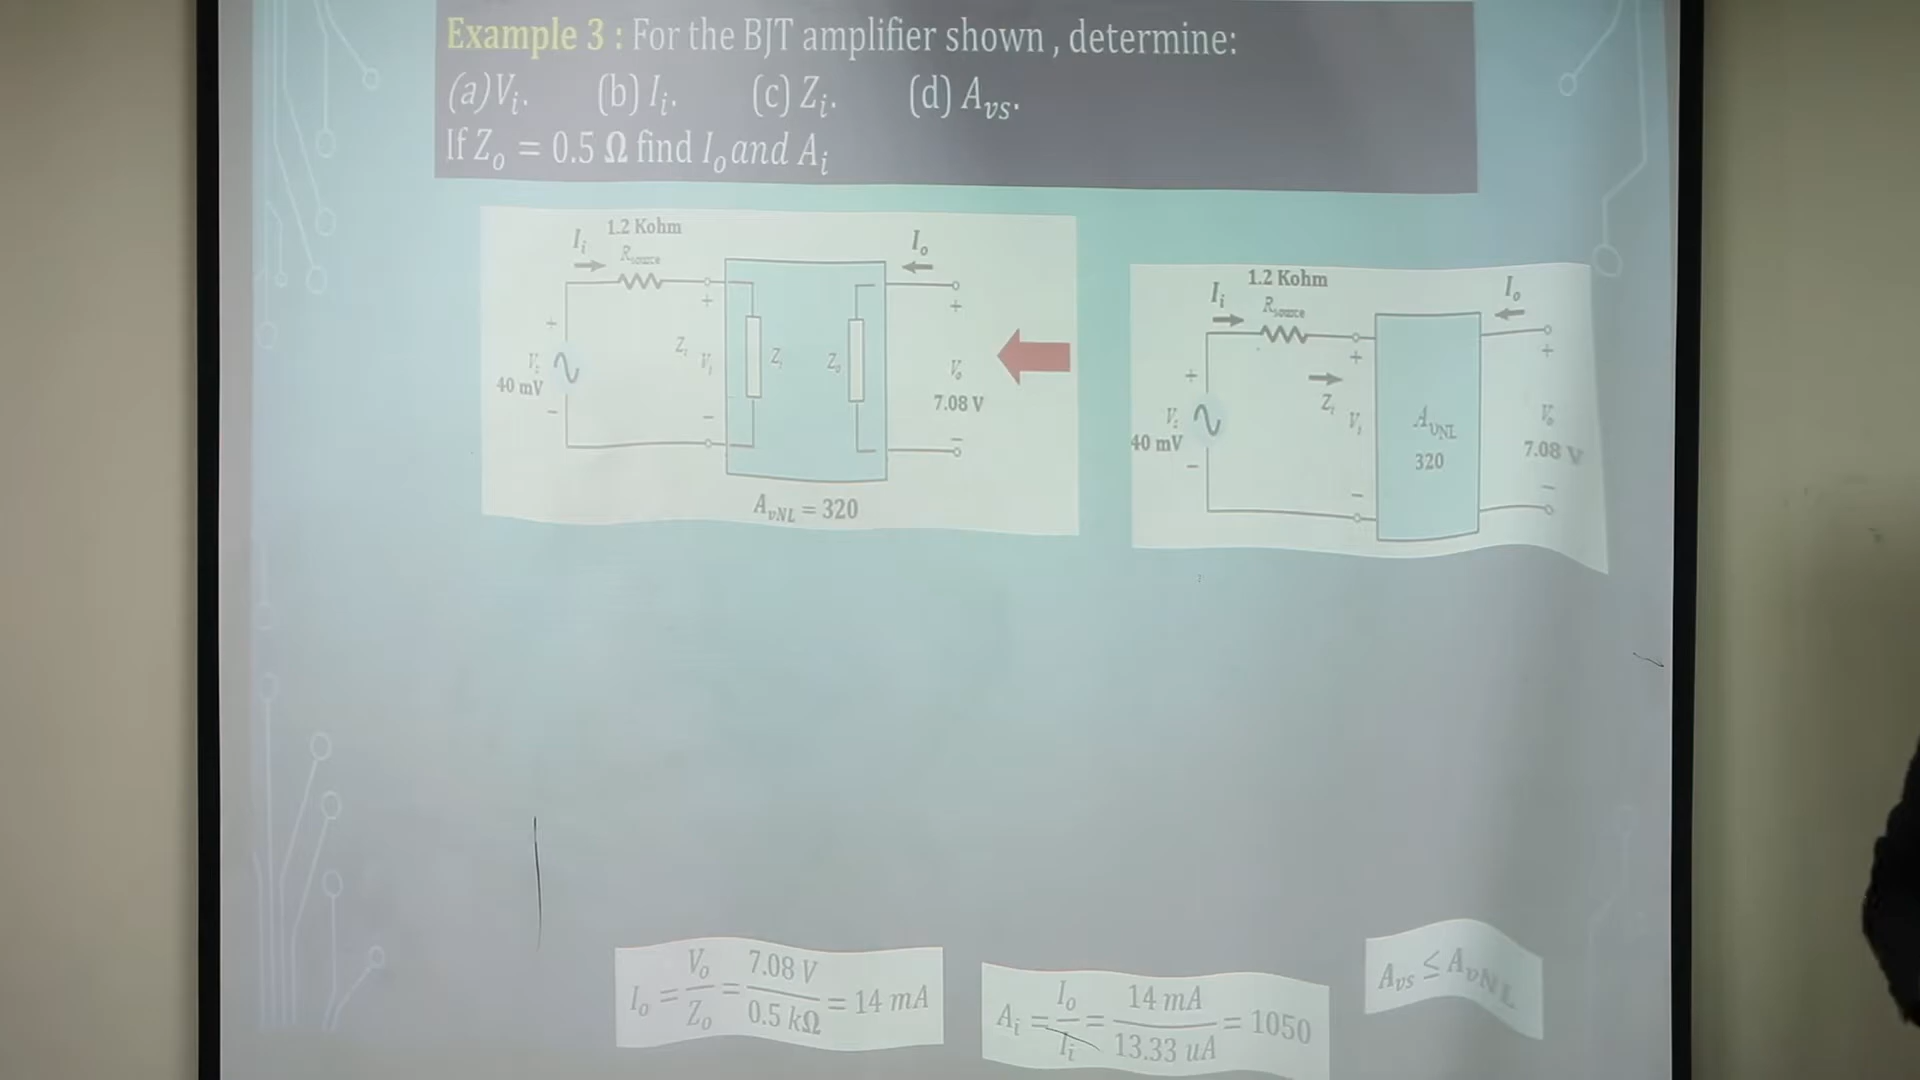 Example 3 : For the BJT amplifier shown , determine:
(a) Vᵢ. (b) Iᵢ. (c) Zᵢ. (d) Aᵥₛ.
If Zₒ = 0.5 Ω find Iₒ and Aᵢ
Iᵢ
1.2 Kohm
Rsource
Iₒ
+
+
+
Zᵢ
Vᵢ
Zᵢ
Zₒ
Vₛ
40 mV
Vₒ
7.08 V
−
−
−
AvNL = 320
Iᵢ
1.2 Kohm
Rsource
Iₒ
+
+
+
Zᵢ
Vᵢ
Vₛ
40 mV
AυNL
320
Vₒ
7.08 V
−
−
−
Iₒ = Vₒ/Zₒ = 7.08 V/0.5 kΩ = 14 mA
Aᵢ = Iₒ/Iᵢ = 14 mA/13.33 uA = 1050
Avs ≤ AvNL